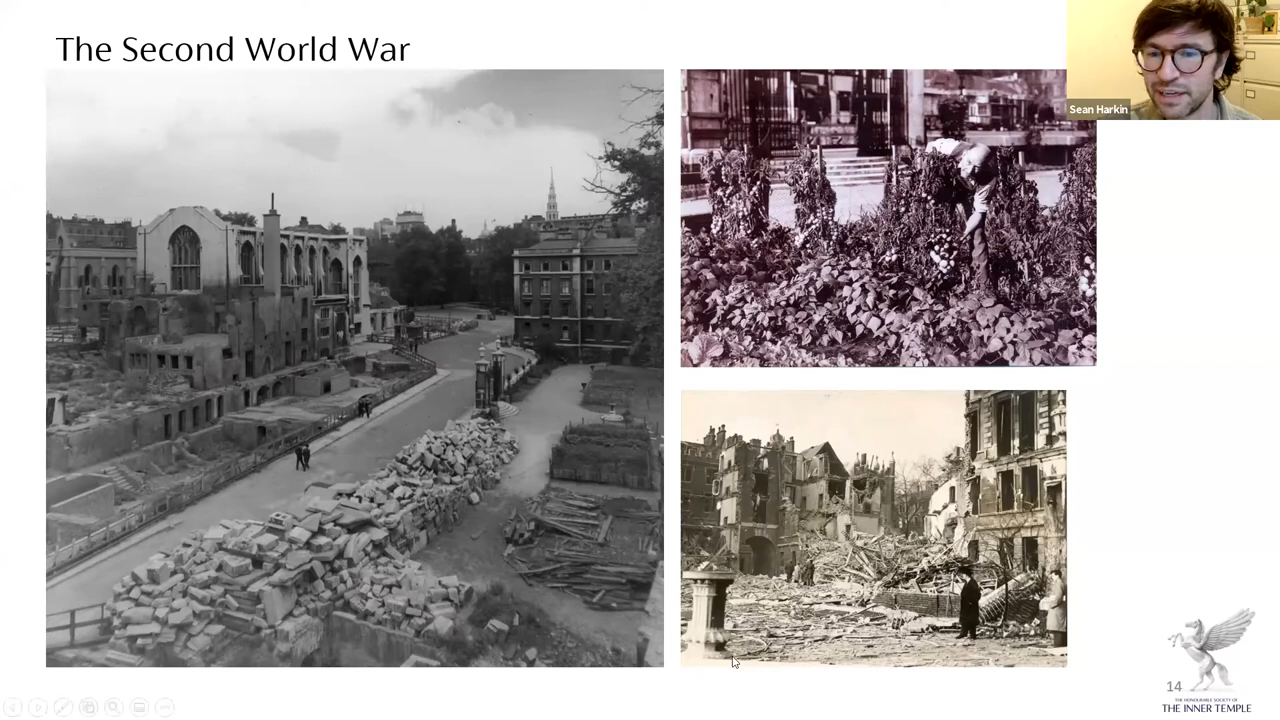 The Second World War
Sean Harkin
14
THE HONOURABLE SOCIETY OF
THE INNER TEMPLE